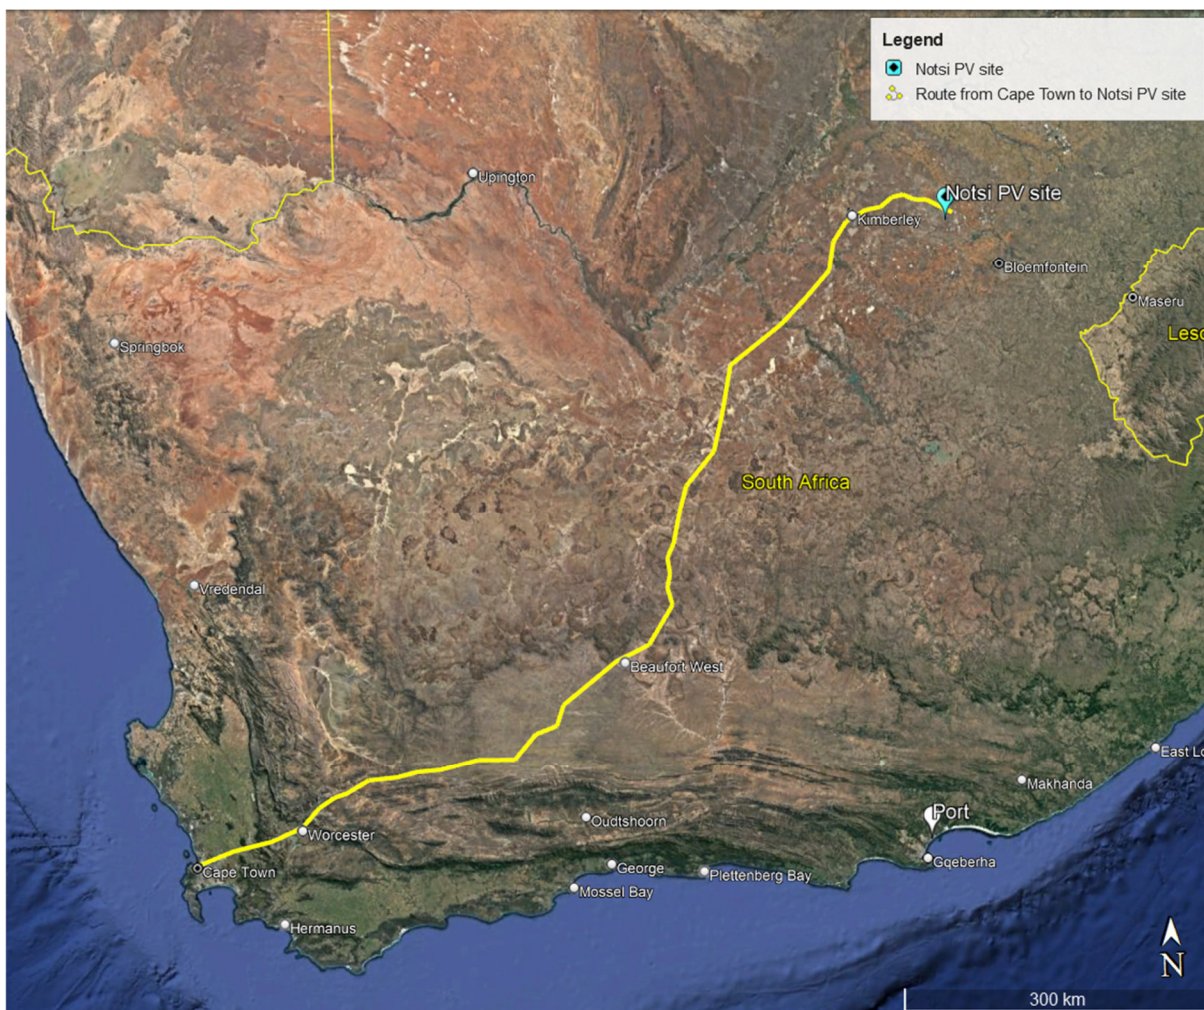 Legend
Notsi PV site
Route from Cape Town to Notsi PV site
Upington
Notsi PV site
Kimberley
Bloemfontein
Maseru
Springbok
Leso
South Africa
Vredendal
Beaufort West
East Lo
Makhanda
Port
Oudtshoorn
Worcester
Gqeberha
Cape Town
George
Plettenberg Bay
Mossel Bay
Hermanus
N
300 km